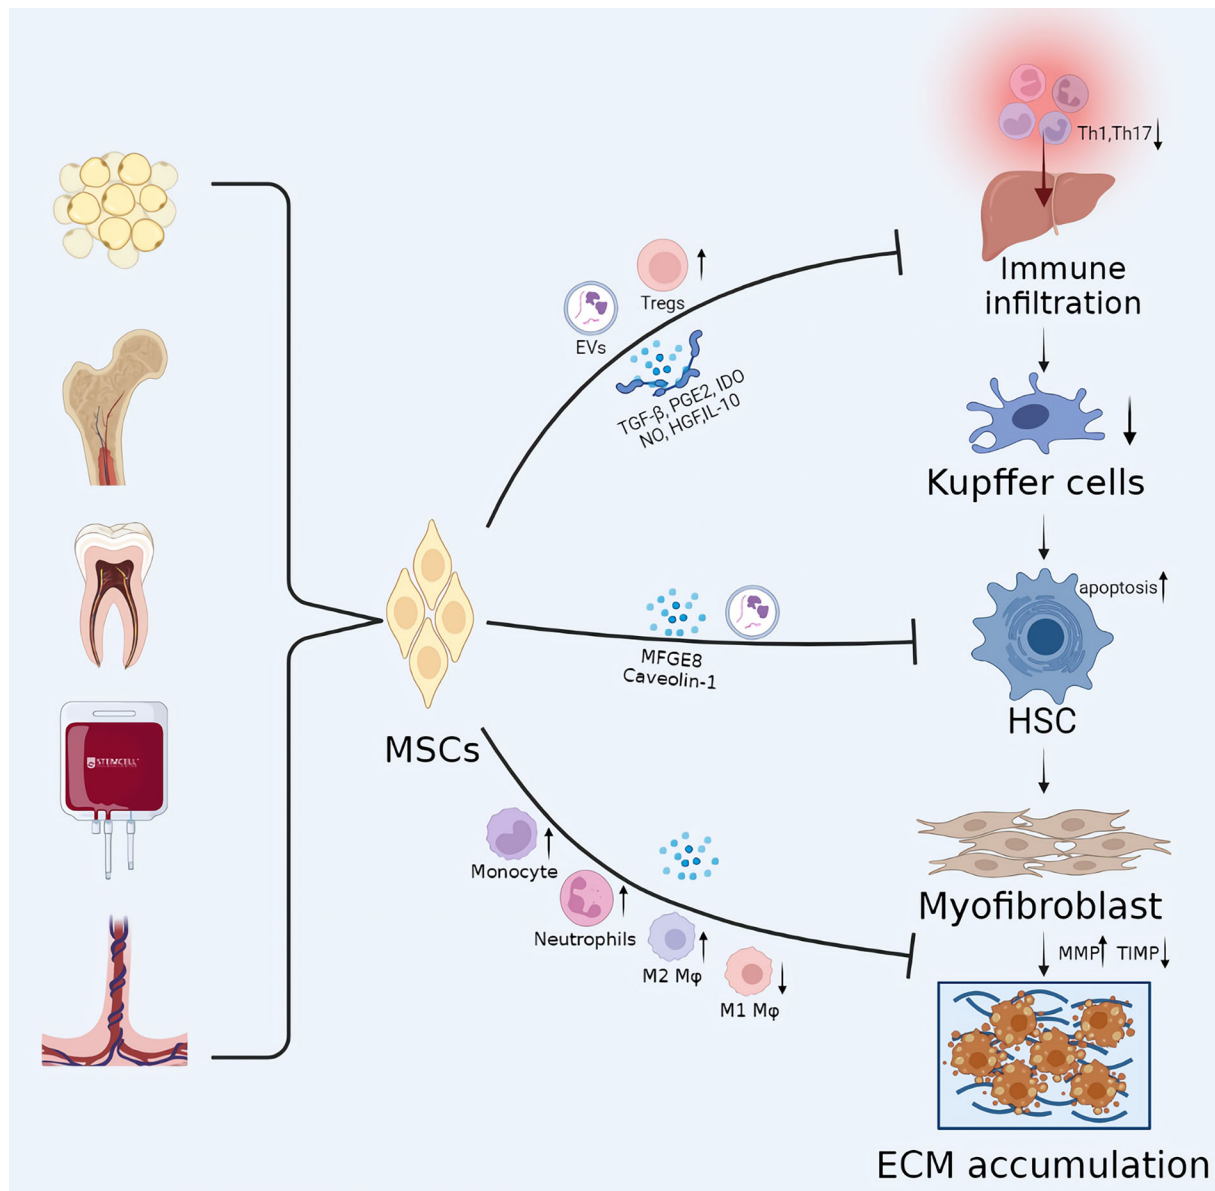 Th1,Th17
Immune
infiltration
Tregs
EVs
TGF-β, PGE2, IDO
NO, HGF,IL-10
Kupffer cells
apoptosis
HSC
MFGE8
Caveolin-1
STEMCELL
MSCs
Monocyte
Neutrophils
M2 Mφ
M1 Mφ
Myofibroblast
MMP TIMP
ECM accumulation